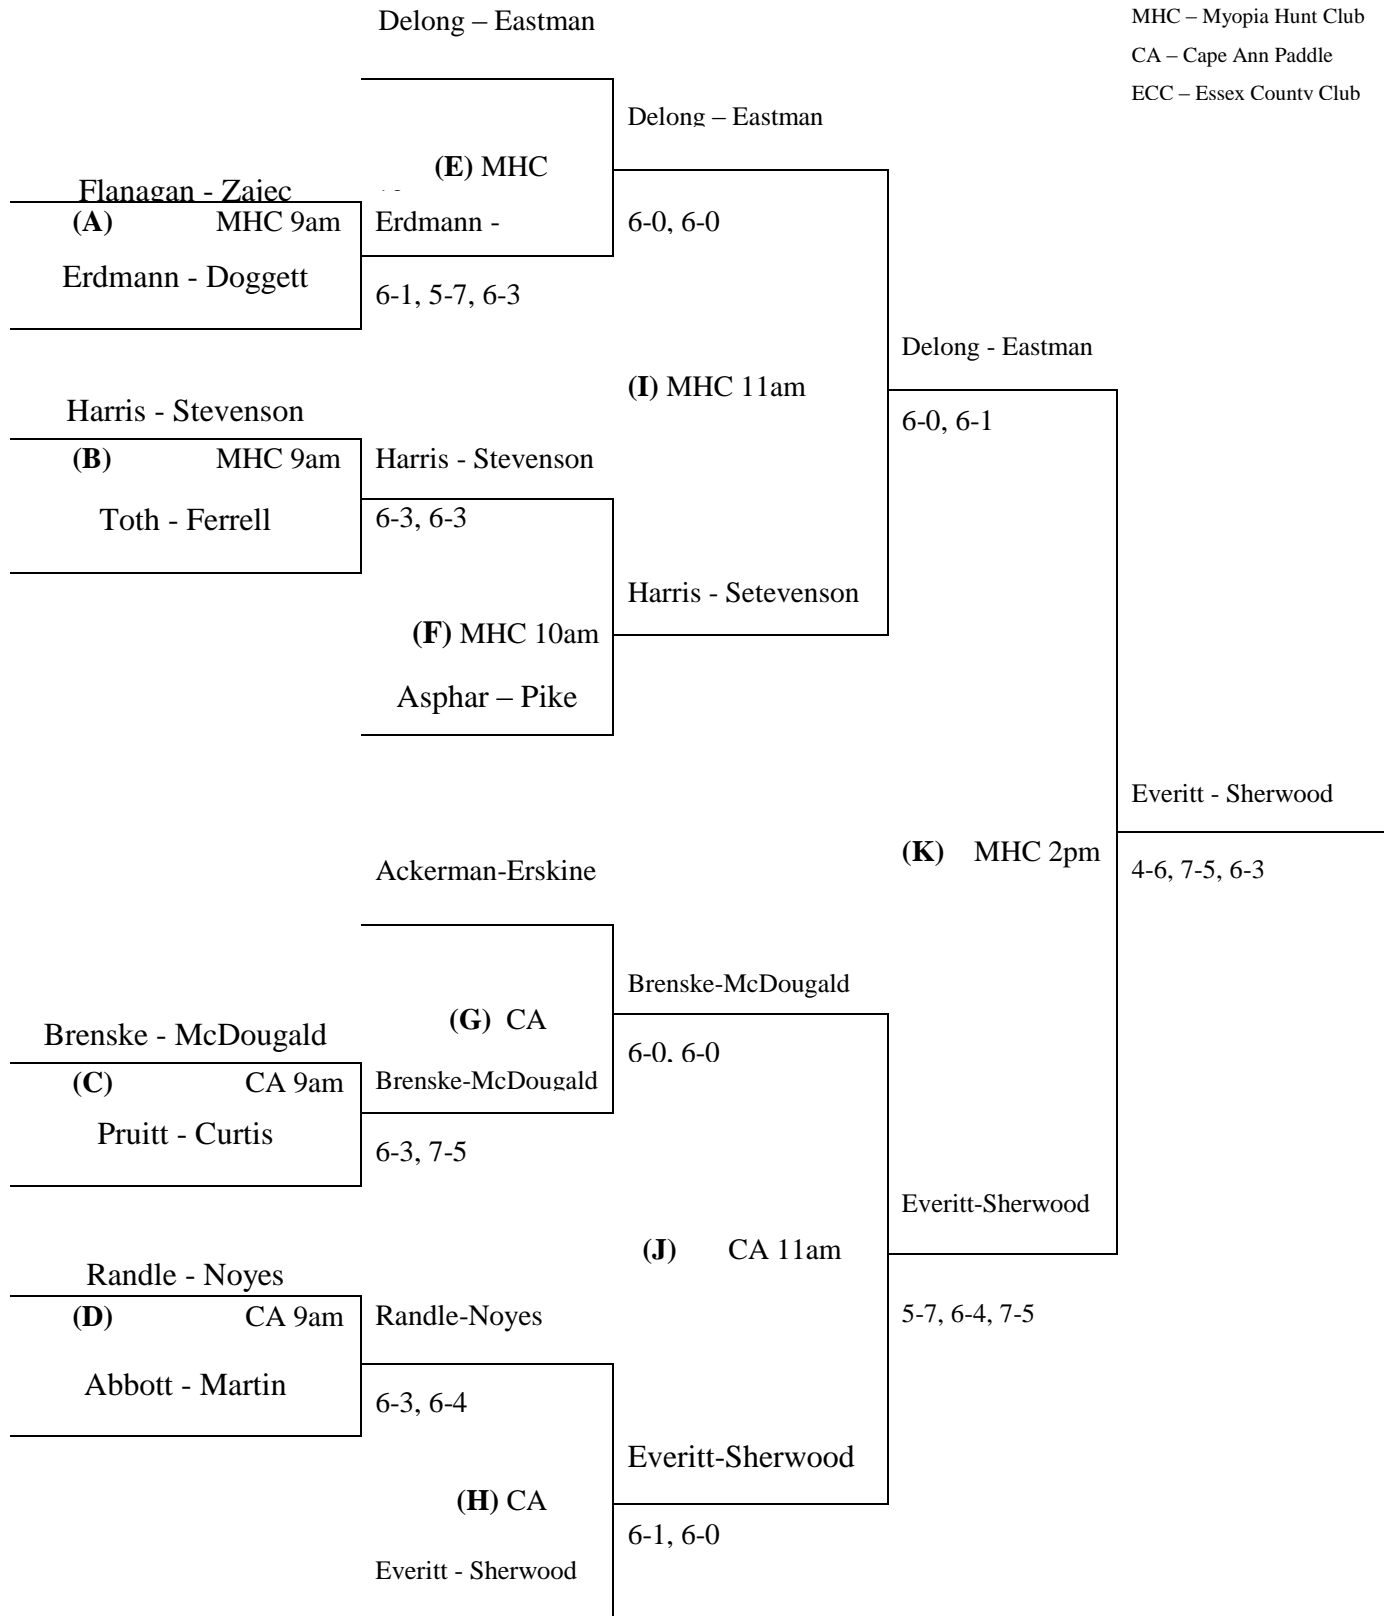 Delong – Eastman
MHC – Myopia Hunt Club
CA – Cape Ann Paddle
ECC – Essex County Club
Delong – Eastman
(E) MHC
Flanagan - Zajec
(A) MHC 9am
Erdmann -
6-0, 6-0
Erdmann - Doggett
6-1, 5-7, 6-3
Delong - Eastman
(I) MHC 11am
6-0, 6-1
Harris - Stevenson
(B) MHC 9am
Harris - Stevenson
Toth - Ferrell
6-3, 6-3
Harris - Setevenson
(F) MHC 10am
Asphar – Pike
Everitt - Sherwood
(K) MHC 2pm
4-6, 7-5, 6-3
Ackerman-Erskine
Brenske-McDougald
(G) CA
6-0, 6-0
Brenske - McDougald
(C) CA 9am
Brenske-McDougald
Pruitt - Curtis
6-3, 7-5
Everitt-Sherwood
(J) CA 11am
5-7, 6-4, 7-5
Randle - Noyes
(D) CA 9am
Randle-Noyes
Abbott - Martin
6-3, 6-4
Everitt-Sherwood
(H) CA
6-1, 6-0
Everitt - Sherwood